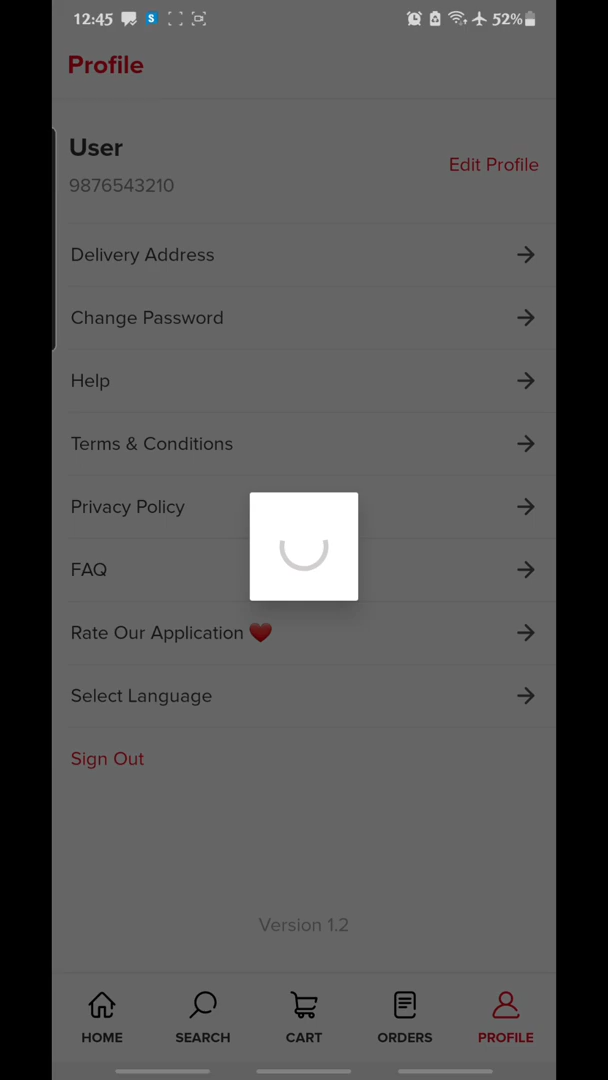 12:45 52%
Profile
User
9876543210
Edit Profile
Delivery Address
Change Password
Help
Terms & Conditions
Privacy Policy
FAQ
Rate Our Application ❤️
Select Language
Sign Out
Version 1.2
HOME SEARCH CART ORDERS PROFILE